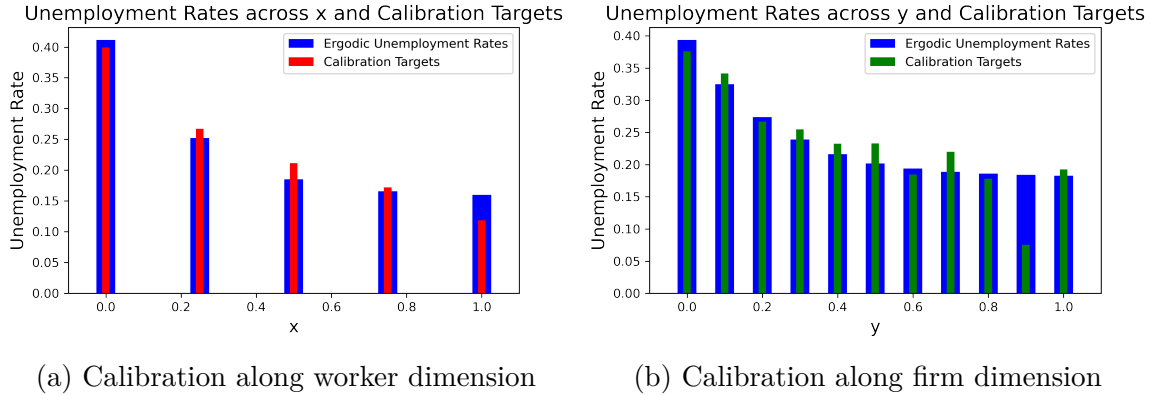 Unemployment Rates across x and Calibration Targets
Ergodic Unemployment Rates
Calibration Targets
Unemployment Rate
0.40
0.35
0.30
0.25
0.20
0.15
0.10
0.05
0.00
0.0 0.2 0.4 0.6 0.8 1.0
x
(a) Calibration along worker dimension
Unemployment Rates across y and Calibration Targets
Ergodic Unemployment Rates
Calibration Targets
Unemployment Rate
0.40
0.35
0.30
0.25
0.20
0.15
0.10
0.05
0.00
0.0 0.2 0.4 0.6 0.8 1.0
y
(b) Calibration along firm dimension